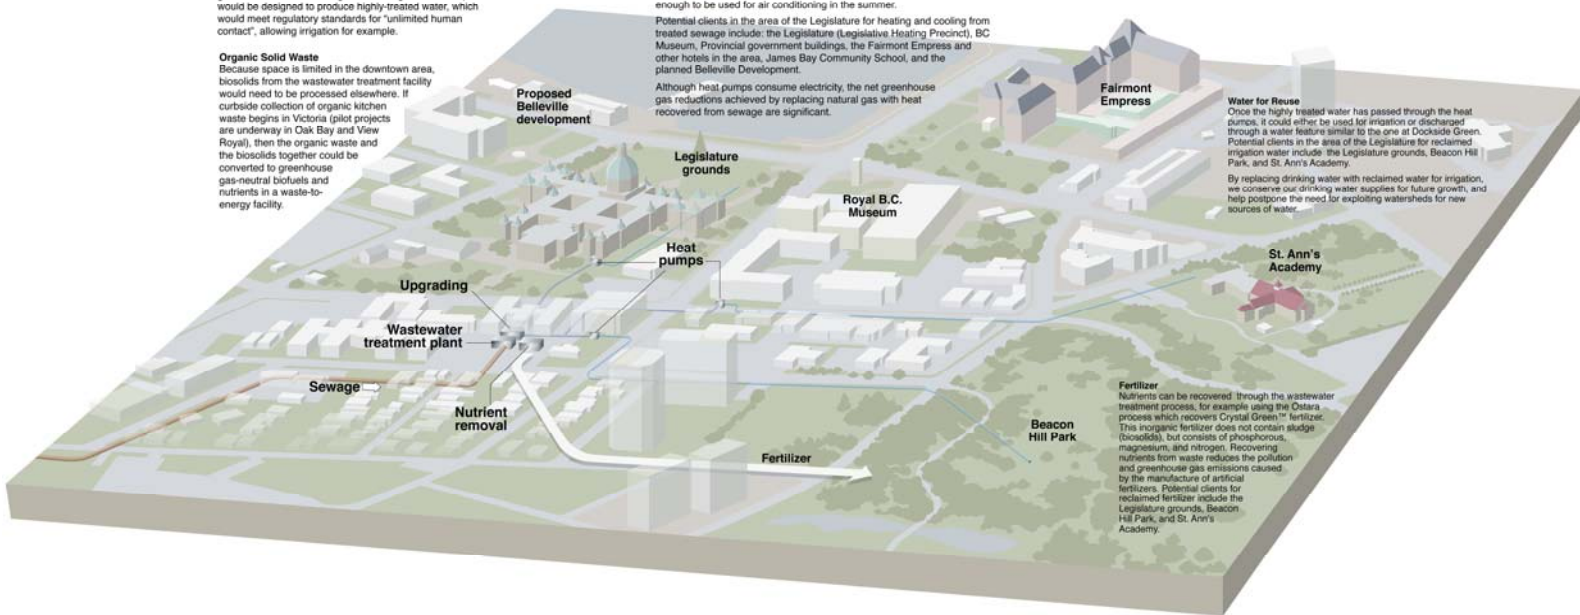 would be designed to produce highly-treated water, which
would meet regulatory standards for "unlimited human
contact", allowing irrigation for example.
Organic Solid Waste
Because space is limited in the downtown area,
biosolids from the wastewater treatment facility
would need to be processed elsewhere. If
curbside collection of organic kitchen
waste begins in Victoria (pilot projects
are underway in Oak Bay and View
Royal), then the organic waste and
the biosolids together could be
converted to greenhouse
gas-neutral biofuels and
nutrients in a waste-to-
energy facility.
enough to be used for air conditioning in the summer.
Potential clients in the area of the Legislature for heating and cooling from
treated sewage include: the Legislature (Legislative Heating Precinct), BC
Museum, Provincial government buildings, the Fairmont Empress and
other hotels in the area, James Bay Community School, and the
planned Belleville Development.
Although heat pumps consume electricity, the net greenhouse
gas reductions achieved by replacing natural gas with heat
recovered from sewage are significant.
Proposed
Belleville
development
Legislature
grounds
Fairmont
Empress
Royal B.C.
Museum
Water for Reuse
Once the highly treated water has passed through the heat
pumps, it could either be used for irrigation or discharged
through a water feature similar to the one at Dockside Green.
Potential clients in the area of the Legislature for reclaimed
irrigation water include the Legislature grounds, Beacon Hill
Park, and St. Ann's Academy.
By replacing drinking water with reclaimed water for irrigation,
we conserve our drinking water supplies for future growth, and
help postpone the need for exploiting watersheds for new
sources of water.
Heat
pumps
St. Ann's
Academy
Upgrading
Wastewater
treatment plant
Sewage
Nutrient
removal
Fertilizer
Beacon
Hill Park
Fertilizer
Nutrients can be recovered through the wastewater
treatment process, for example using the Ostara
process which recovers Crystal Green™ fertilizer.
This inorganic fertilizer does not contain sludge
(biosolids), but consists of phosphorous,
magnesium, and nitrogen. Recovering
nutrients from waste reduces the pollution
and greenhouse gas emissions caused
by the manufacture of artificial
fertilizers. Potential clients for
reclaimed fertilizer include the
Legislature grounds, Beacon
Hill Park, and St. Ann's
Academy.